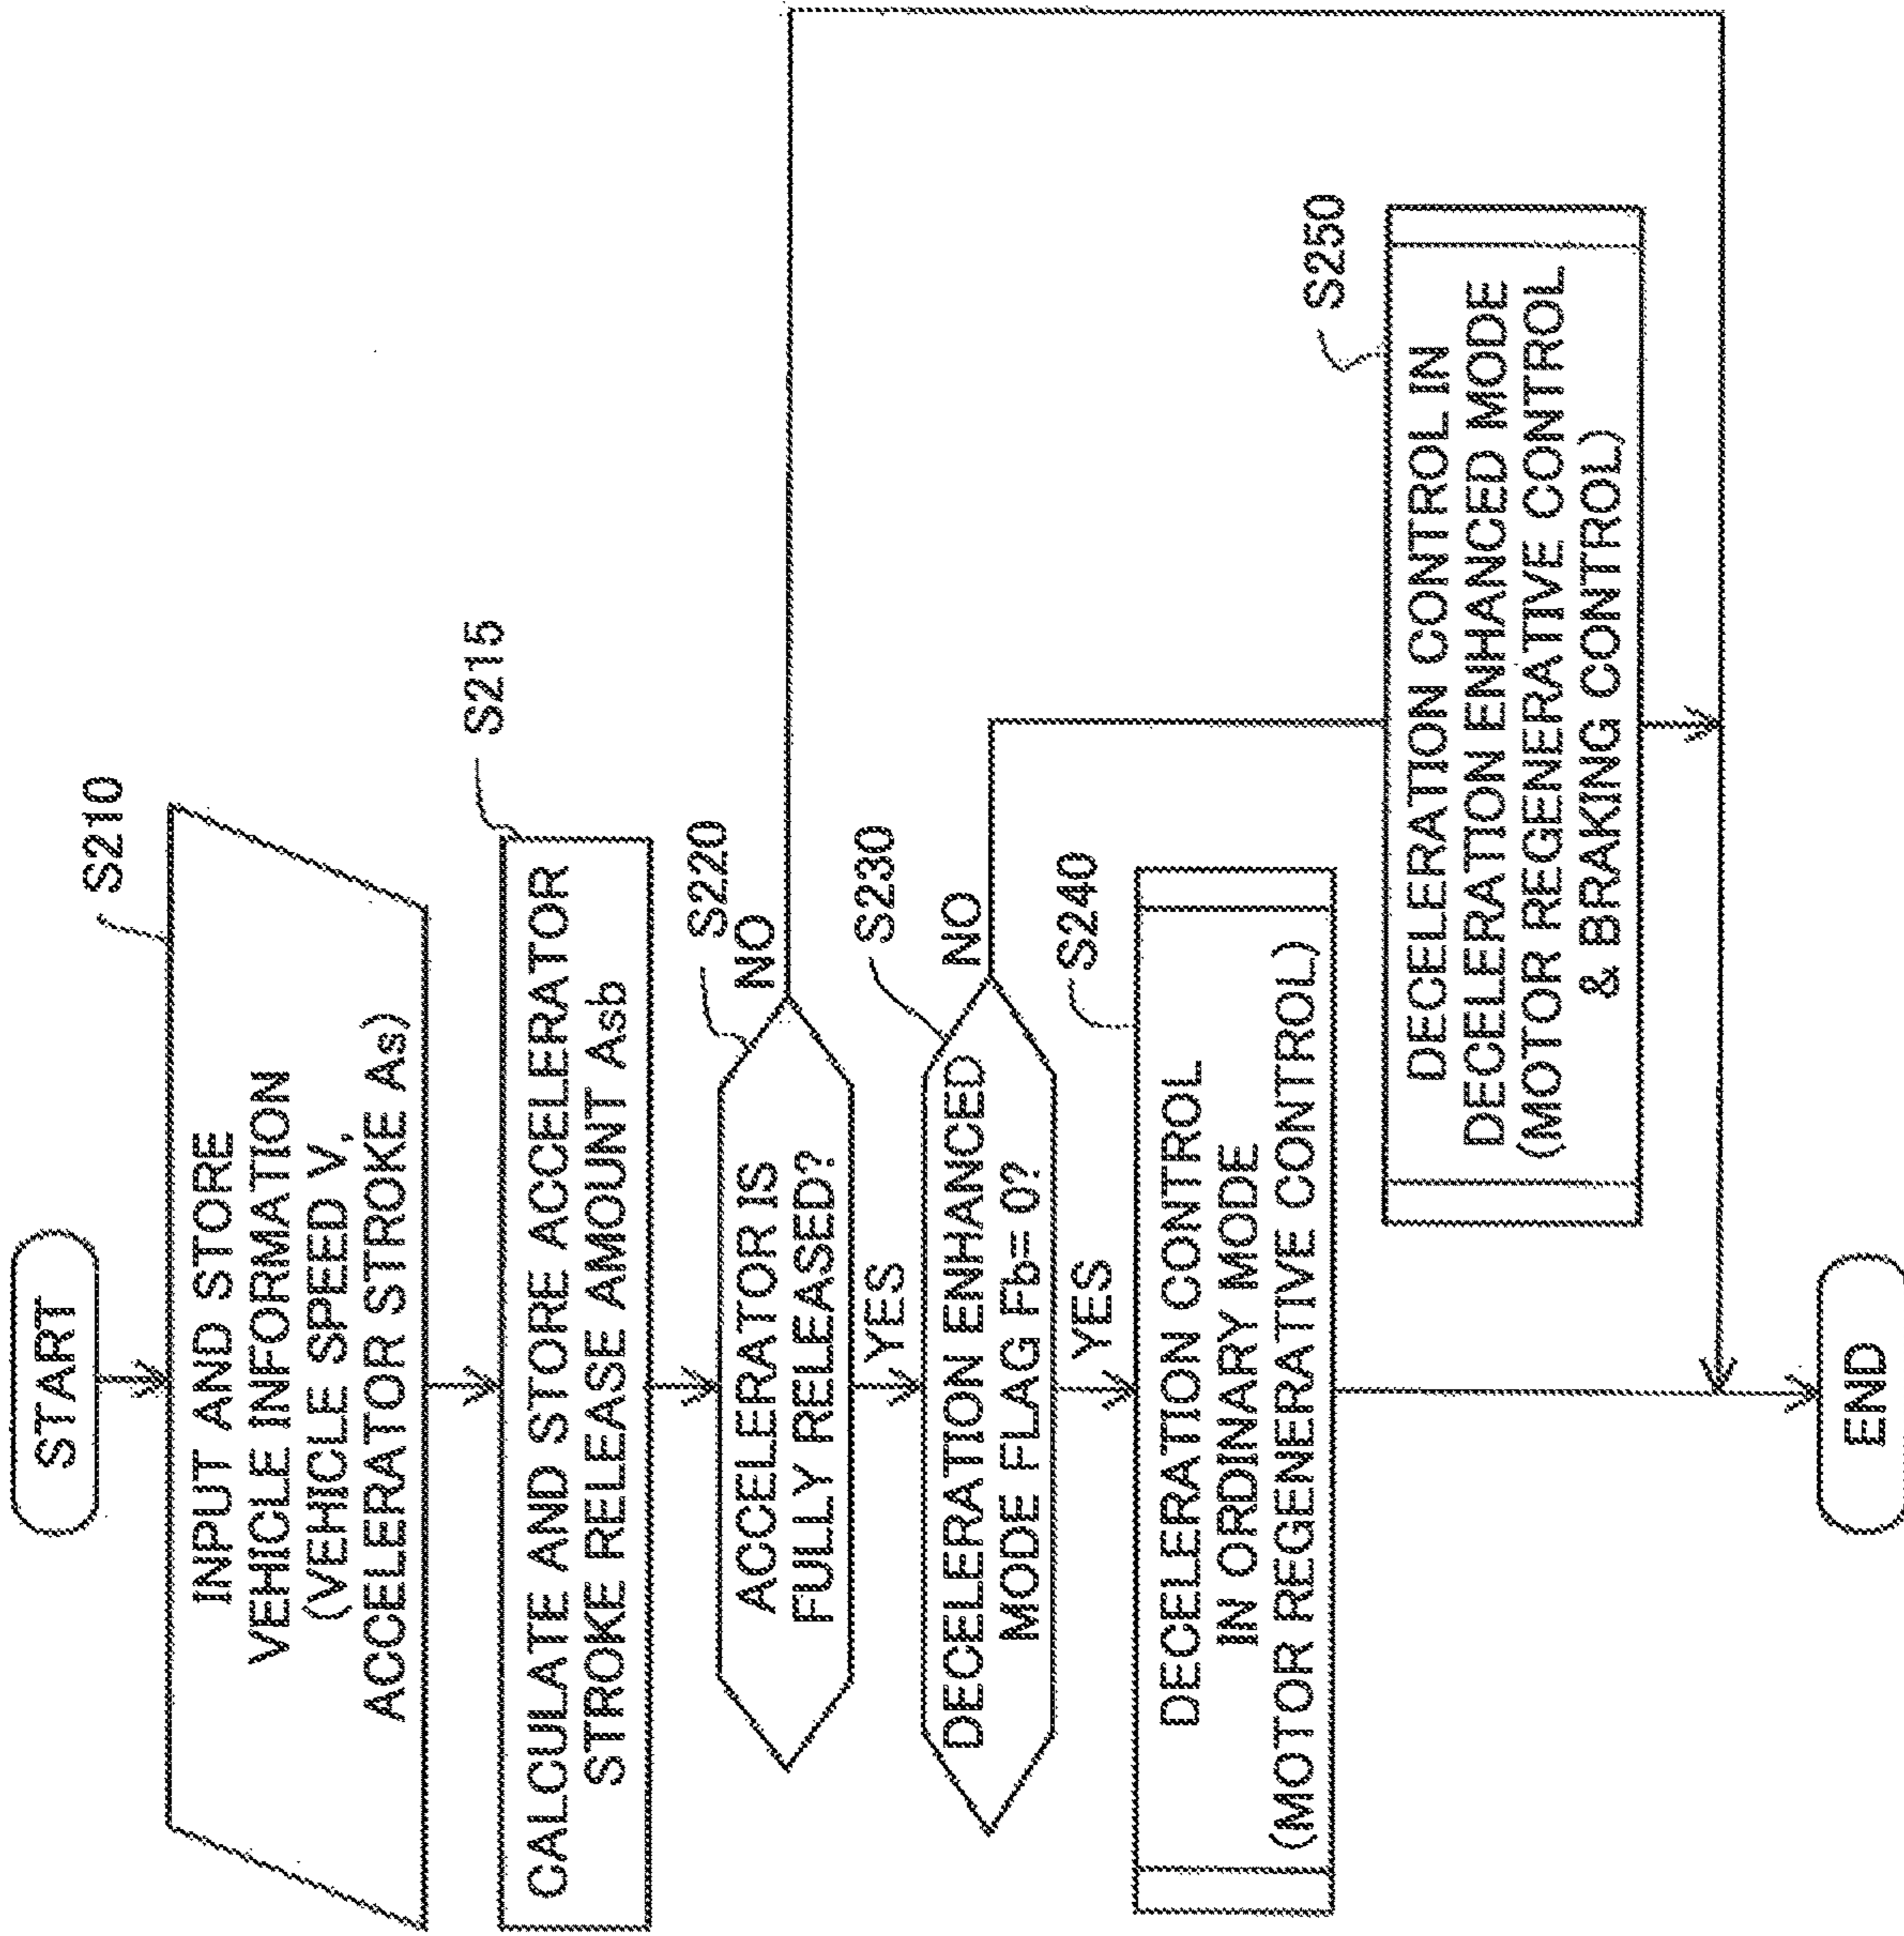 START
S210
INPUT AND STORE
VEHICLE INFORMATION
(VEHICLE SPEED V,
ACCELERATOR STROKE As)
S215
CALCULATE AND STORE ACCELERATOR
STROKE RELEASE AMOUNT Asb
S220
ACCELERATOR IS
FULLY RELEASED?
NO
YES
S230
DECELERATION ENHANCED
MODE FLAG Fb= 0?
NO
YES
S240
DECELERATION CONTROL
IN ORDINARY MODE
(MOTOR REGENERATIVE CONTROL)
S250
DECELERATION CONTROL IN
DECELERATION ENHANCED MODE
(MOTOR REGENERATIVE CONTROL
& BRAKING CONTROL)
END